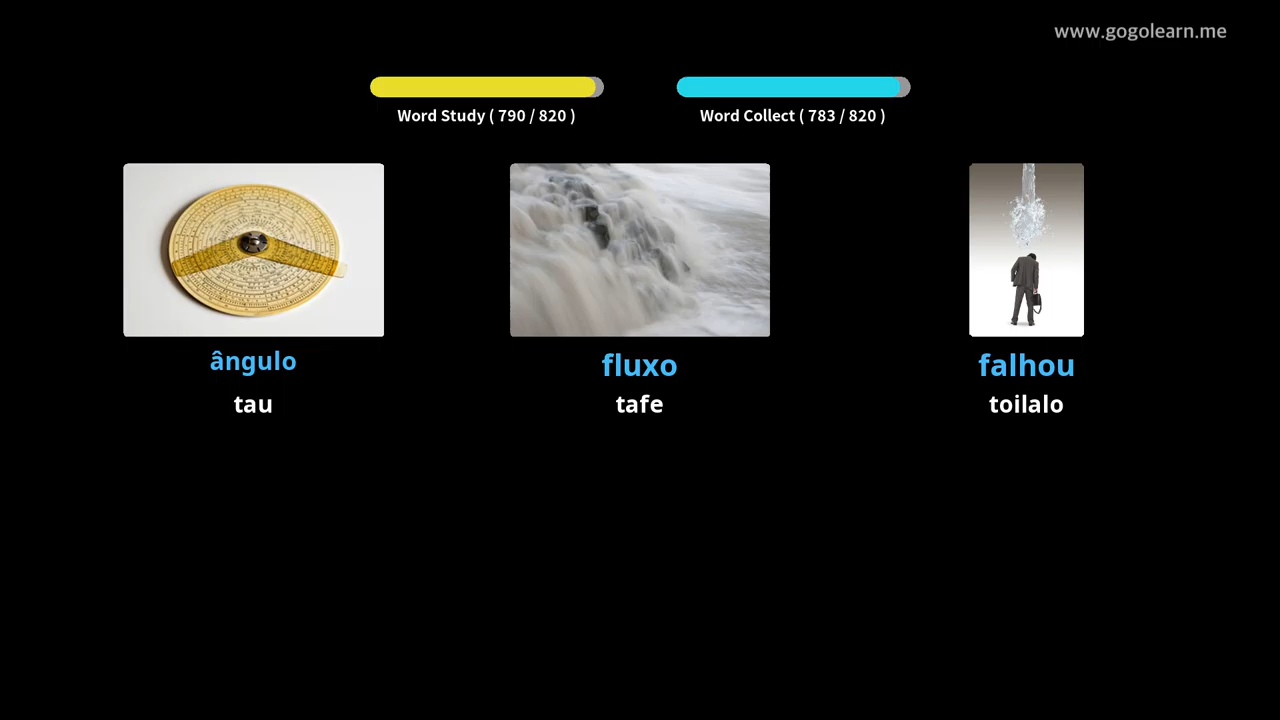 www.gogolearn.me
Word Study ( 790 / 820 )
Word Collect ( 783 / 820 )
ângulo
tau
fluxo
tafe
falhou
toilalo